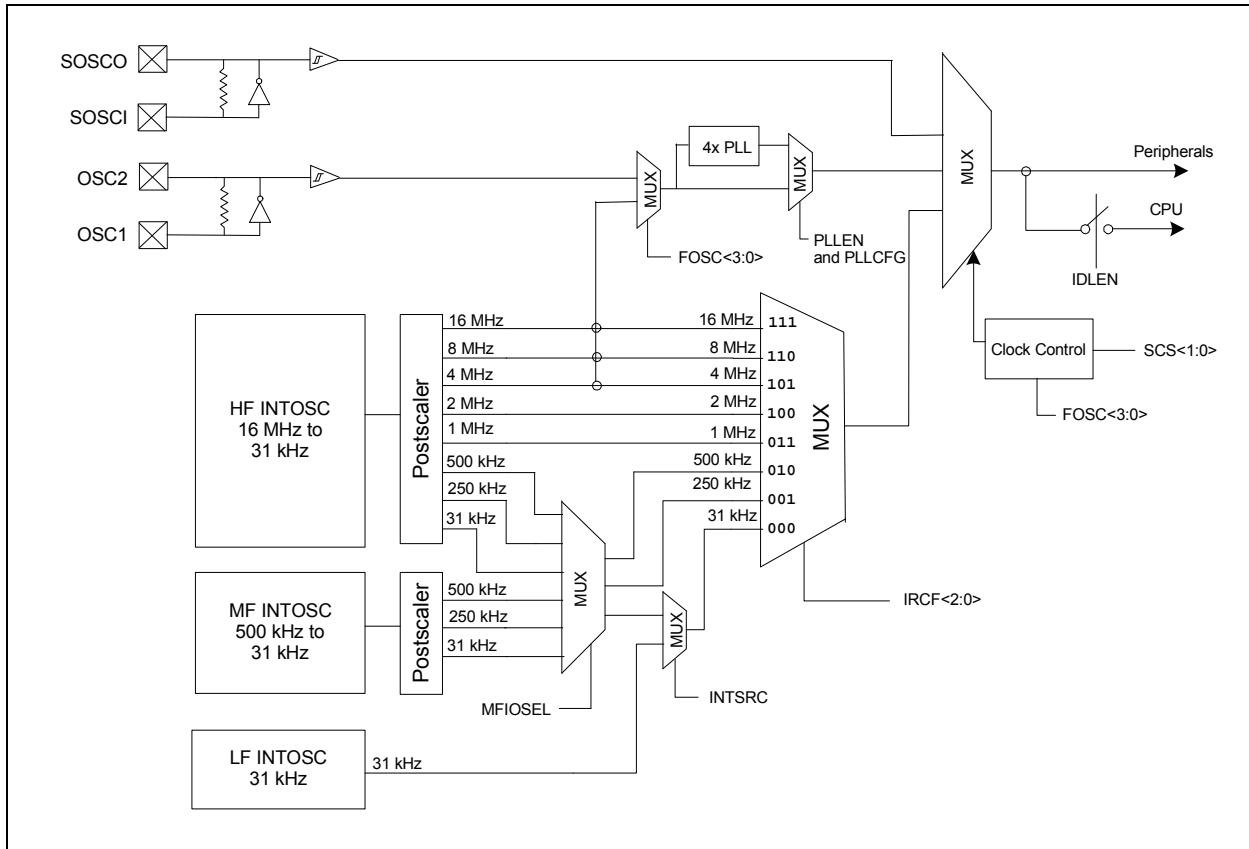 SOSCO
SOSCI
OSC2
OSC1
4x PLL
MUX
MUX
MUX
Peripherals
CPU
IDLEN
FOSC<3:0>
PLLEN
and PLLCFG
Clock Control
SCS<1:0>
FOSC<3:0>
HF INTOSC
16 MHz to
31 kHz
Postscaler
16 MHz
8 MHz
4 MHz
2 MHz
1 MHz
500 kHz
250 kHz
31 kHz
16 MHz
8 MHz
4 MHz
2 MHz
1 MHz
500 kHz
250 kHz
31 kHz
111
110
101
100
011
010
001
000
MUX
IRCF<2:0>
MF INTOSC
500 kHz to
31 kHz
Postscaler
500 kHz
250 kHz
31 kHz
MUX
MFIOSEL
MUX
INTSRC
LF INTOSC
31 kHz
31 kHz